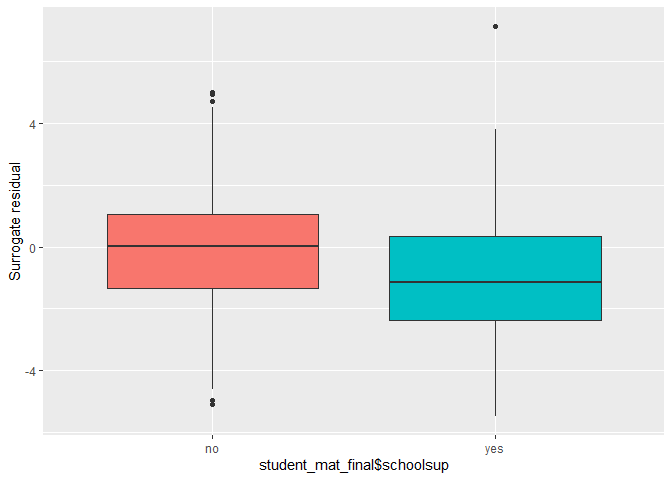 Surrogate residual
4
0
-4
no yes
student_mat_final$schoolsup